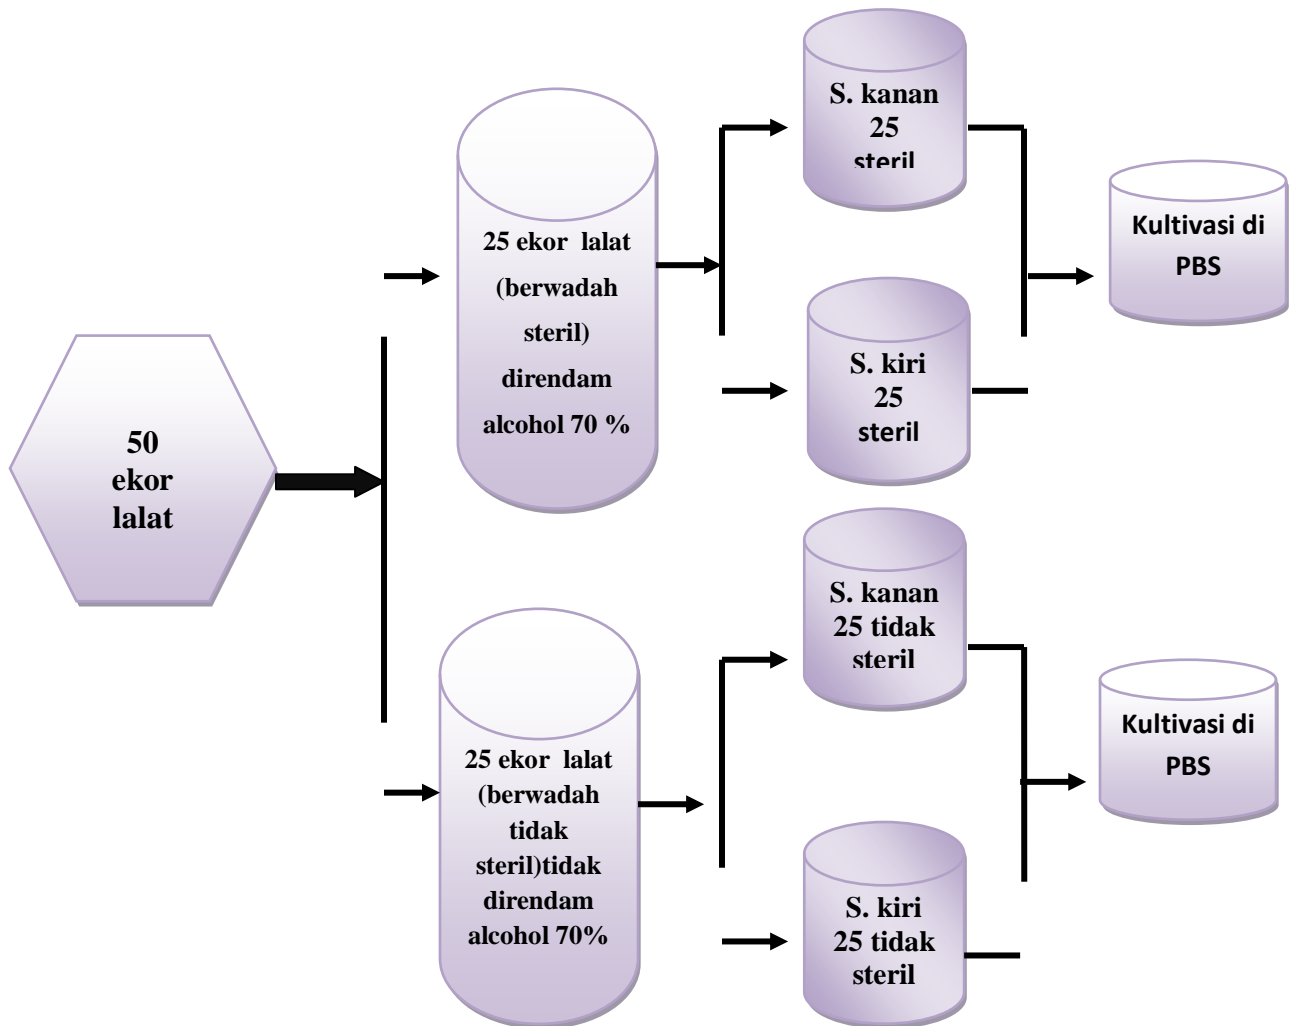 50
ekor
lalat
25 ekor lalat
(berwadah
steril)
direndam
alcohol 70 %
S. kanan
25
steril
S. kiri
25
steril
Kultivasi di
PBS
25 ekor lalat
(berwadah
tidak
steril)tidak
direndam
alcohol 70%
S. kanan
25 tidak
steril
S. kiri
25 tidak
steril
Kultivasi di
PBS